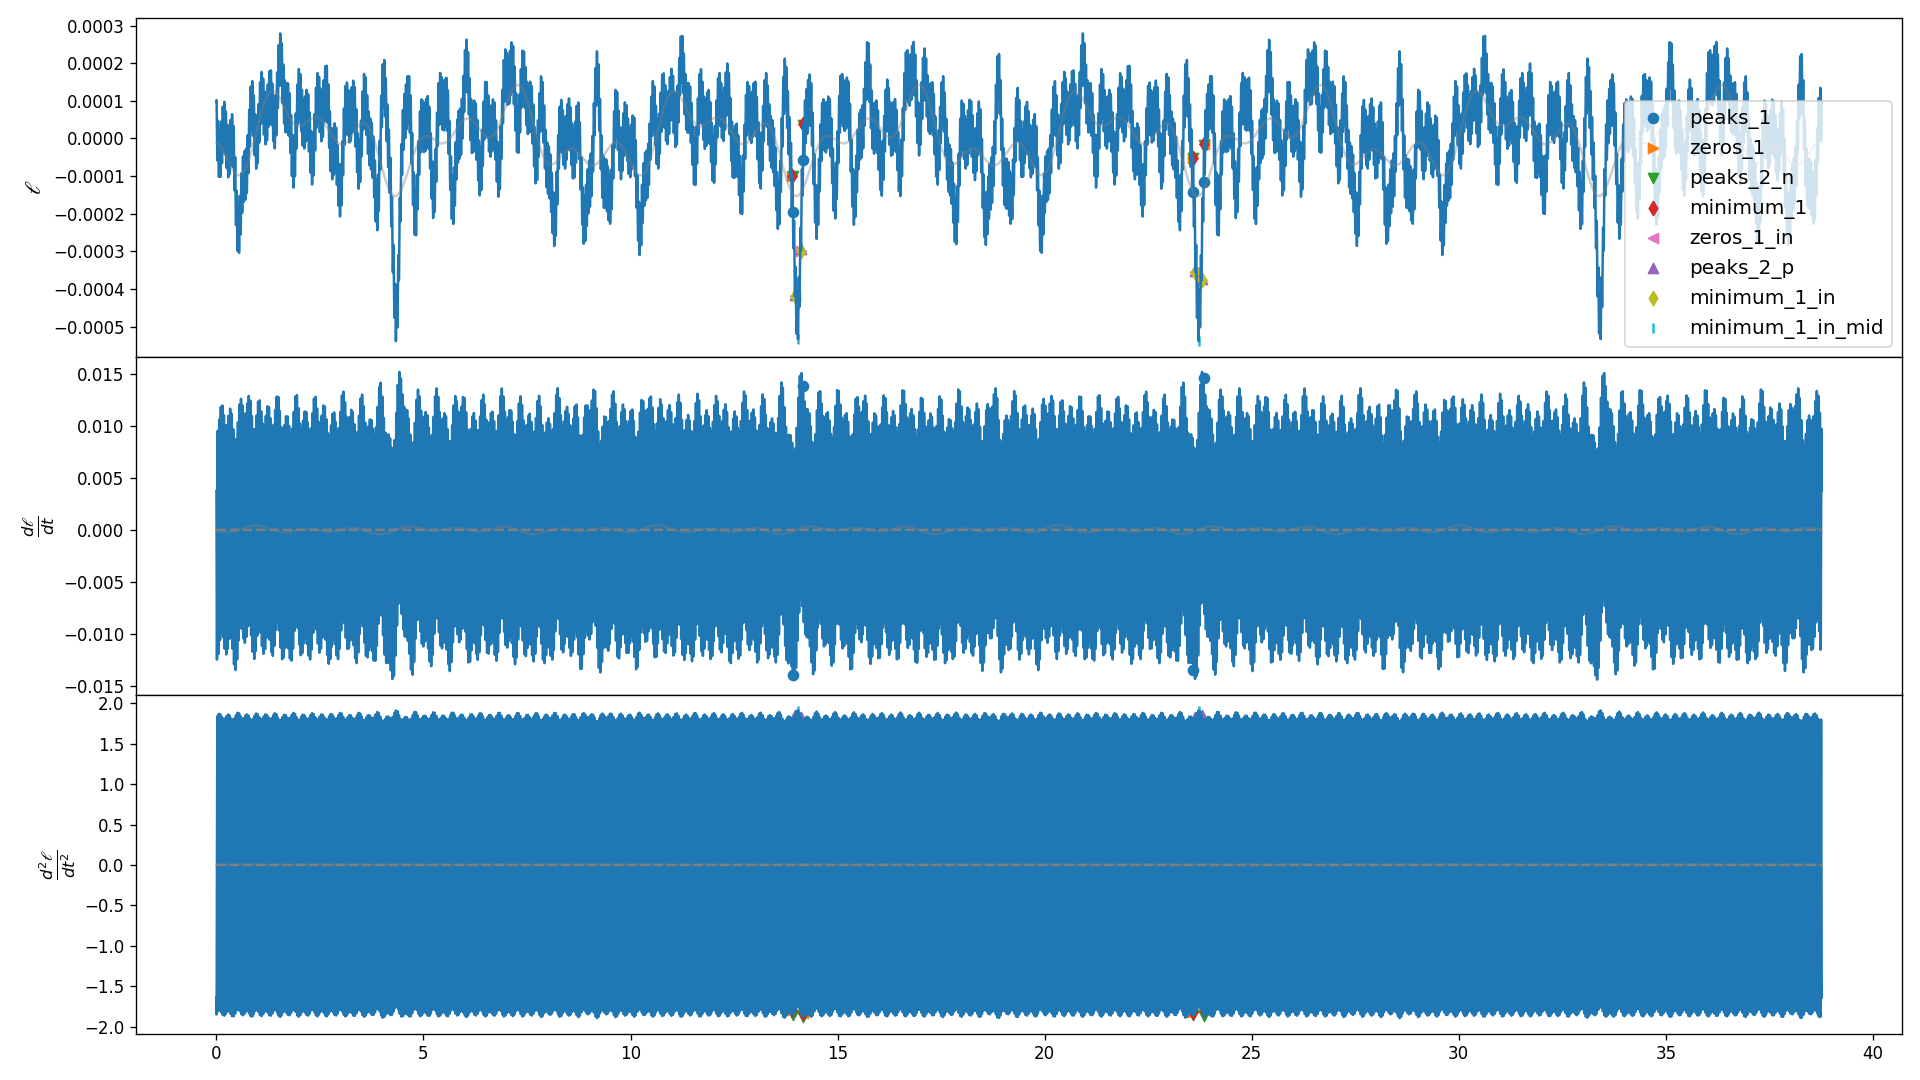 0.0003
0.0002
0.0001
0.0000
−0.0001
−0.0002
−0.0003
−0.0004
−0.0005
ℓ
peaks_1
zeros_1
peaks_2_n
minimum_1
zeros_1_in
peaks_2_p
minimum_1_in
minimum_1_in_mid
0.015
0.010
0.005
0.000
−0.005
−0.010
−0.015
dℓ
dt
2.0
1.5
1.0
0.5
0.0
−0.5
−1.0
−1.5
−2.0
d²ℓ
dt²
0 5 10 15 20 25 30 35 40